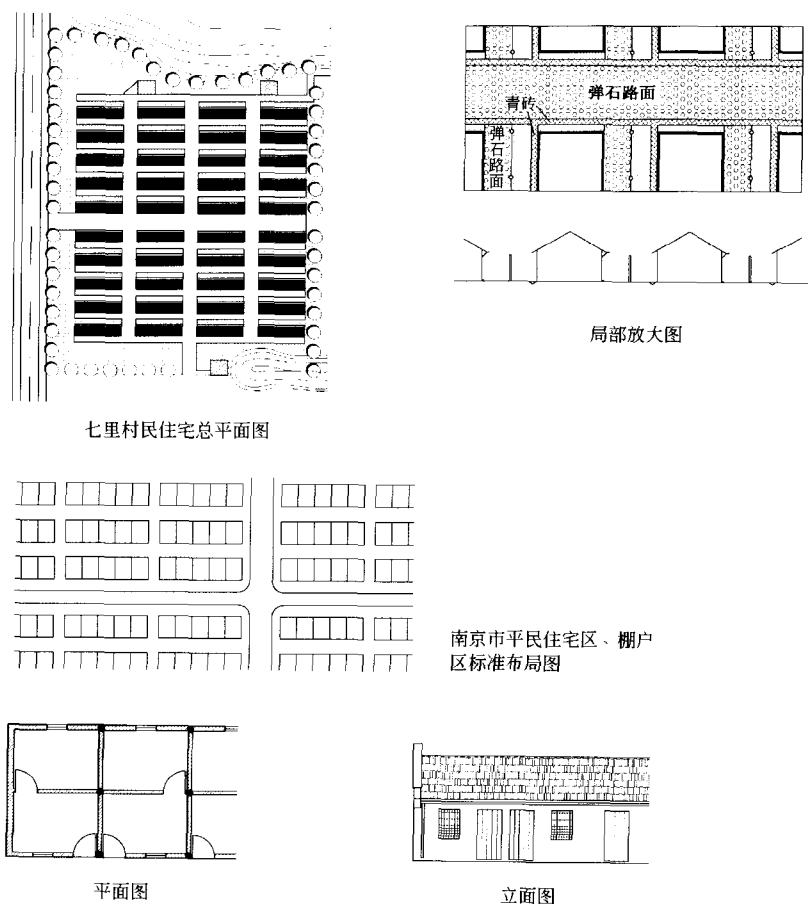 弹石路面
青砖
弹石路面
局部放大图
七里村民住宅总平面图
南京市平民住宅区、棚户
区标准布局图
平面图
立面图